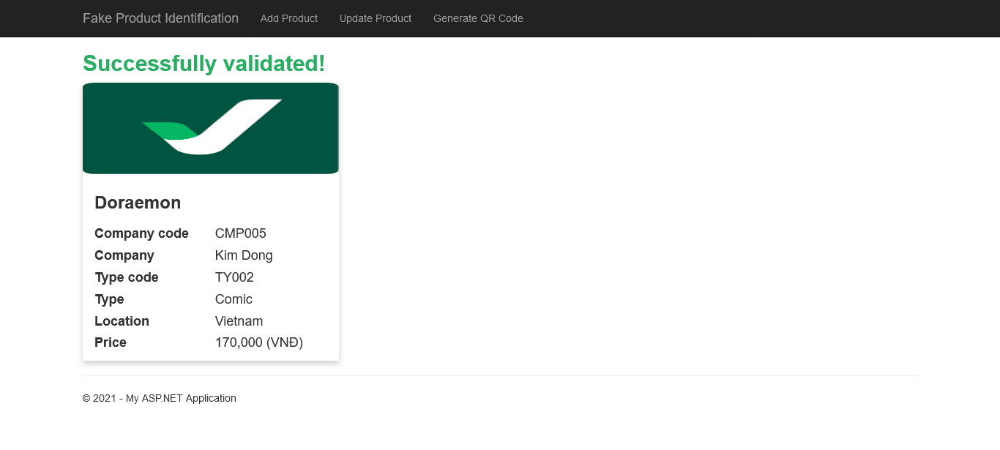 Fake Product Identification Add Product Update Product Generate QR Code
Successfully validated!
Doraemon
Company code CMP005
Company Kim Dong
Type code TY002
Type Comic
Location Vietnam
Price 170,000 (VNĐ)
© 2021 - My ASP.NET Application